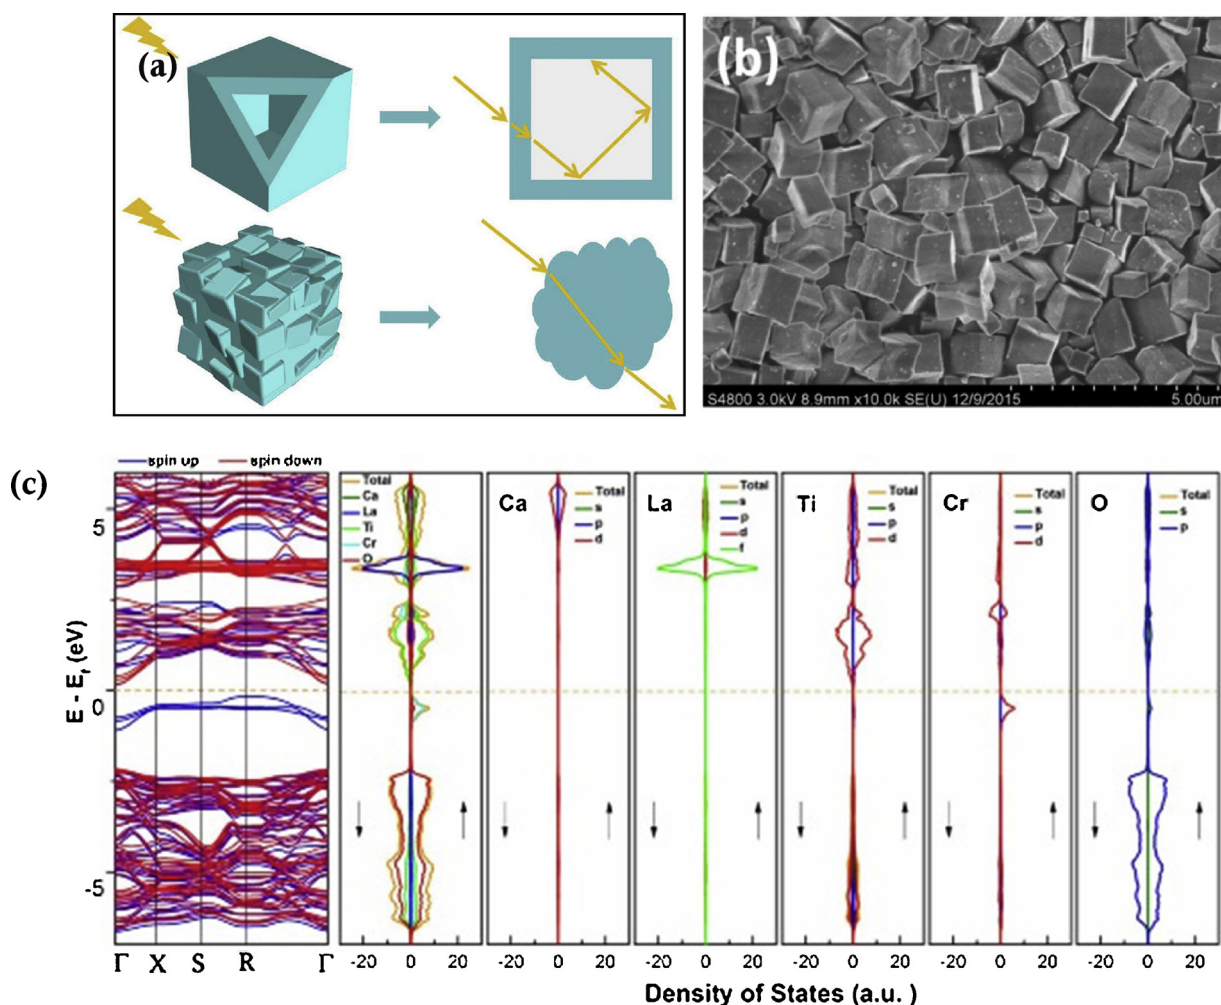 (a)
(b)
S4800 3.0kV 8.9mm x10.0k SE(U) 12/9/2015 5.00um
(c)
spin up spin down
E - Ef (eV)
5
0
-5
Γ X S R Γ
Total
Ca
La
Ti
Cr
O
-20 0 20
Ca
Total
s
p
d
-20 0 20
La
Total
s
p
d
f
-20 0 20
Ti
Total
s
p
d
-20 0 20
Cr
Total
s
p
d
-20 0 20
O
Total
s
p
-20 0 20
Density of States (a.u. )